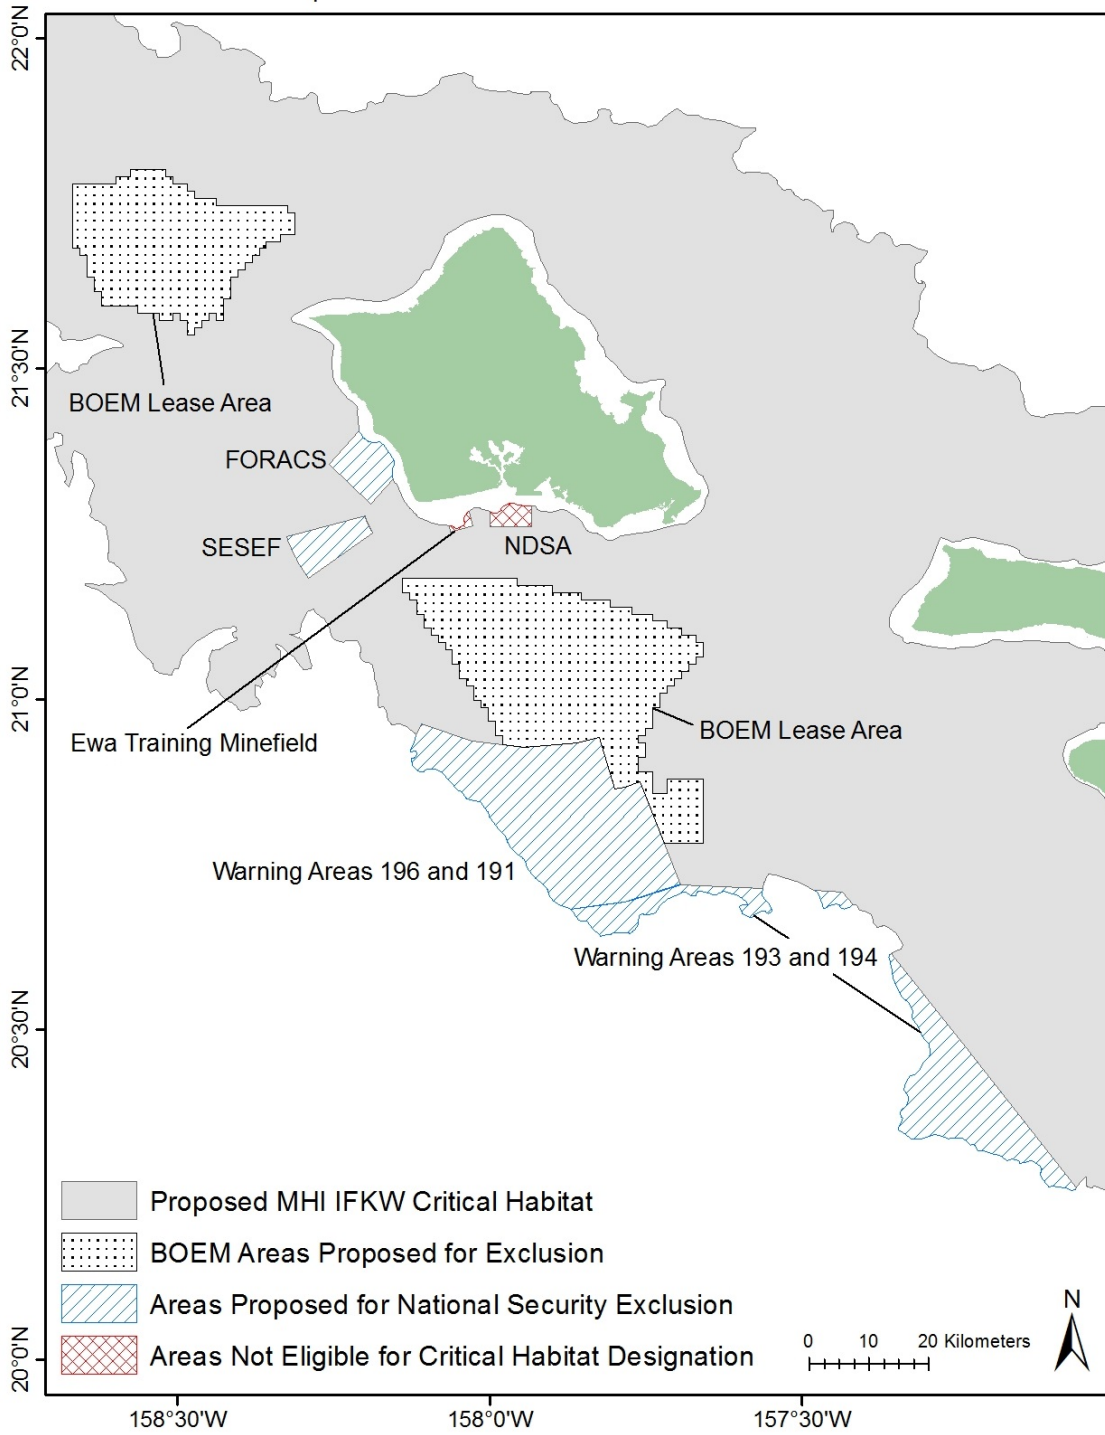 22°0'N
BOEM Lease Area
21°30'N
FORACS
SESEF
NDSA
21°0'N
Ewa Training Minefield
BOEM Lease Area
Warning Areas 196 and 191
Warning Areas 193 and 194
20°30'N
Proposed MHI IFKW Critical Habitat
BOEM Areas Proposed for Exclusion
Areas Proposed for National Security Exclusion
Areas Not Eligible for Critical Habitat Designation
N
0 10 20 Kilometers
20°0'N
158°30'W 158°0'W 157°30'W